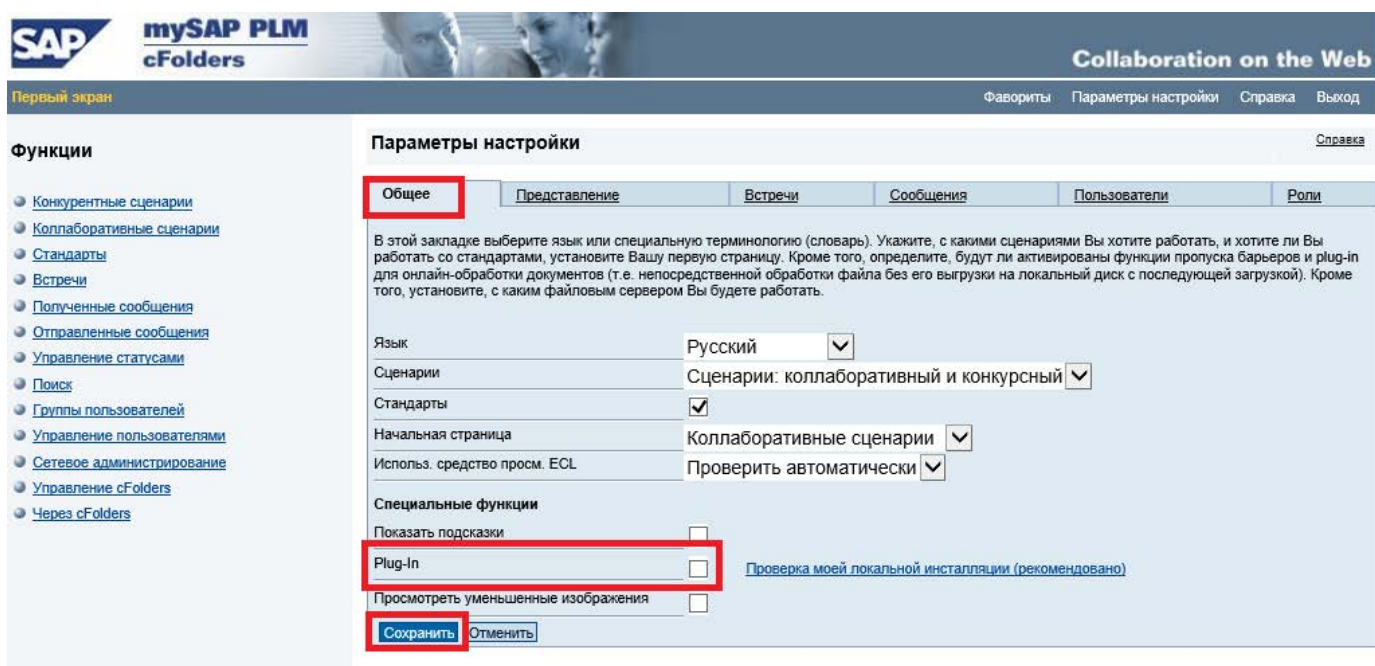 SAP
mySAP PLM
cFolders
Collaboration on the Web
Первый экран
Фавориты Параметры настройки Справка Выход
Функции
Конкурентные сценарии
Коллаборативные сценарии
Стандарты
Встречи
Полученные сообщения
Отправленные сообщения
Управление статусами
Поиск
Группы пользователей
Управление пользователями
Сетевое администрирование
Управление cFolders
Через cFolders
Параметры настройки
Справка
Общее Представление Встречи Сообщения Пользователи Роли
В этой закладке выберите язык или специальную терминологию (словарь). Укажите, с какими сценариями Вы хотите работать, и хотите ли Вы
работать со стандартами, установите Вашу первую страницу. Кроме того, определите, будут ли активированы функции пропуска барьеров и plug-in
для онлайн-обработки документов (т.е. непосредственной обработки файла без его выгрузки на локальный диск с последующей загрузкой). Кроме
того, установите, с каким файловым сервером Вы будете работать.
Язык Русский
Сценарии Сценарии: коллаборативный и конкурсный
Стандарты
Начальная страница Коллаборативные сценарии
Использ. средство просм. ECL Проверить автоматически
Специальные функции
Показать подсказки
Plug-In Проверка моей локальной инсталляции (рекомендовано)
Просмотреть уменьшенные изображения
Сохранить Отменить